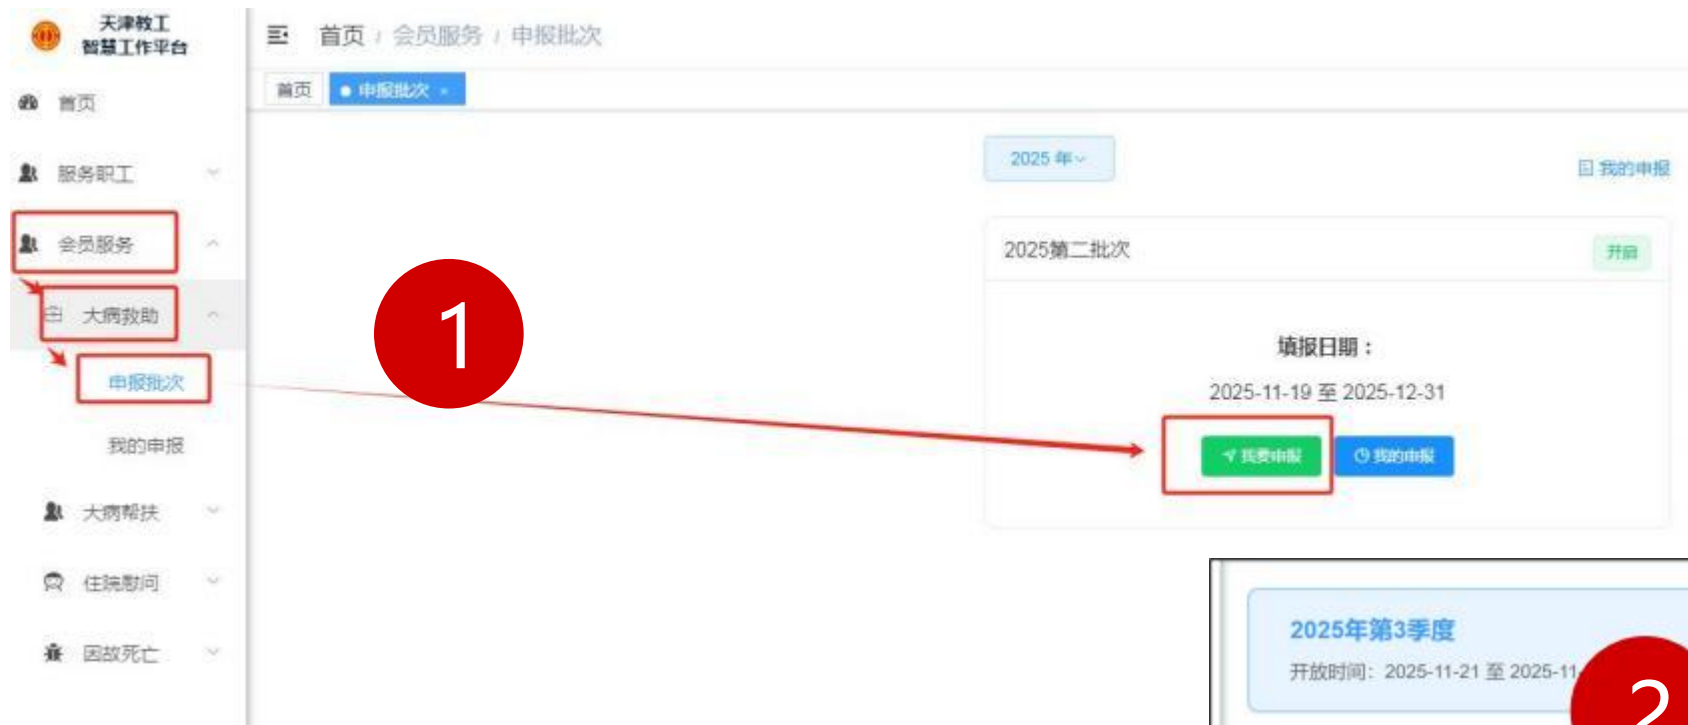 天津教工
智慧工作平台
首页 / 会员服务 / 申报批次
首页
申报批次 ×
首页
服务职工
会员服务
大病救助
申报批次
我的申报
大病帮扶
住院慰问
因故死亡
1
2025 年
我的申报
2025第二批次
开启
填报日期：
2025-11-19 至 2025-12-31
我要申报
我的申报
2025年第3季度
开放时间：2025-11-21 至 2025-11-
2